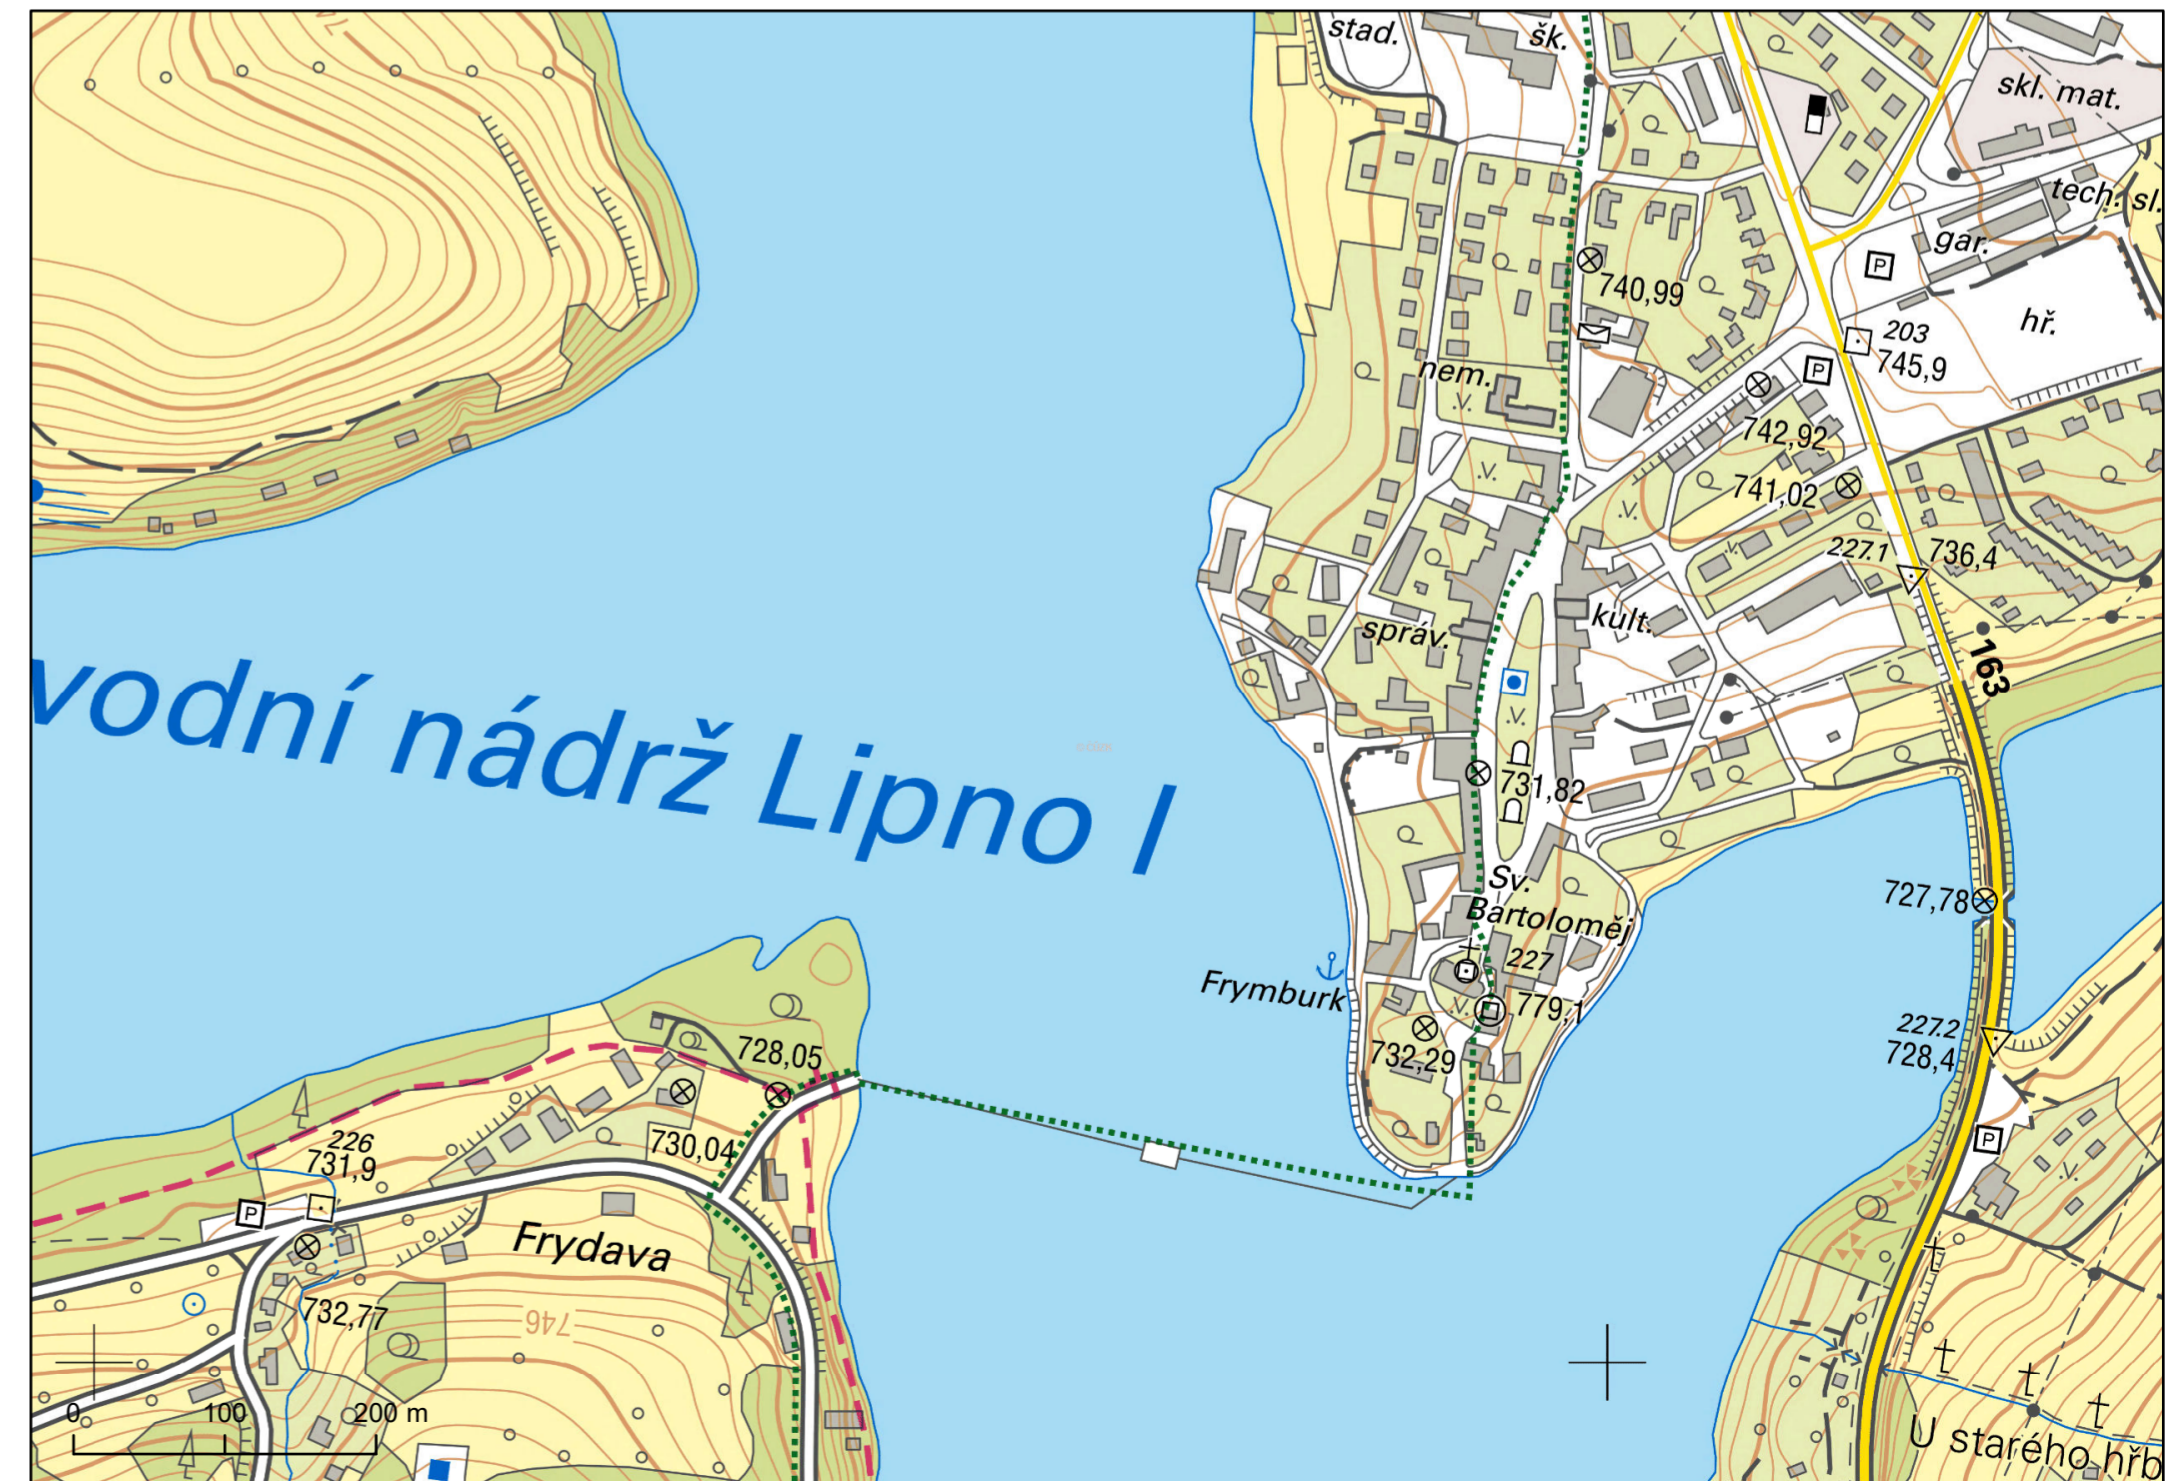 74
stad.
šk.
skl. mat.
tech. sl.
gar.
P
740,99
hř.
203
745,9
P
nem.
742,92
741,02
227.1
736,4
kult.
správ.
163
vodní nádrž Lipno I
731,82
Sv.
Bartoloměj
727,78
227
779,1
Frymburk
732,29
227.2
728,4
728,05
P
226
731,9
730,04
P
Frydava
732,77
746
0 100 200 m
U starého hřb